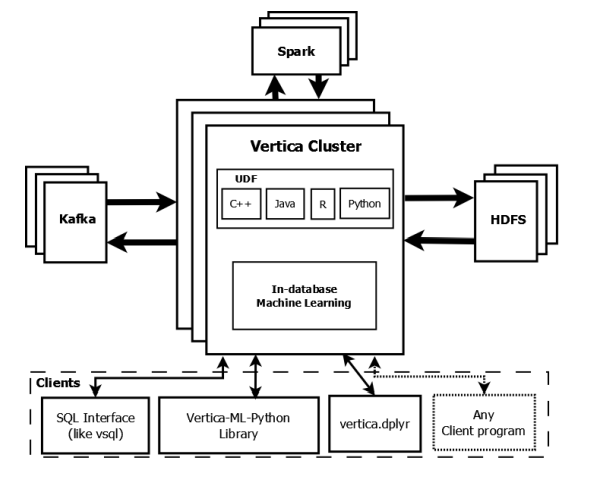 Spark
Vertica Cluster
UDF
C++
Java
R
Python
Kafka
HDFS
In-database
Machine Learning
Clients
SQL Interface
(like vsql)
Vertica-ML-Python
Library
vertica.dplyr
Any
Client program